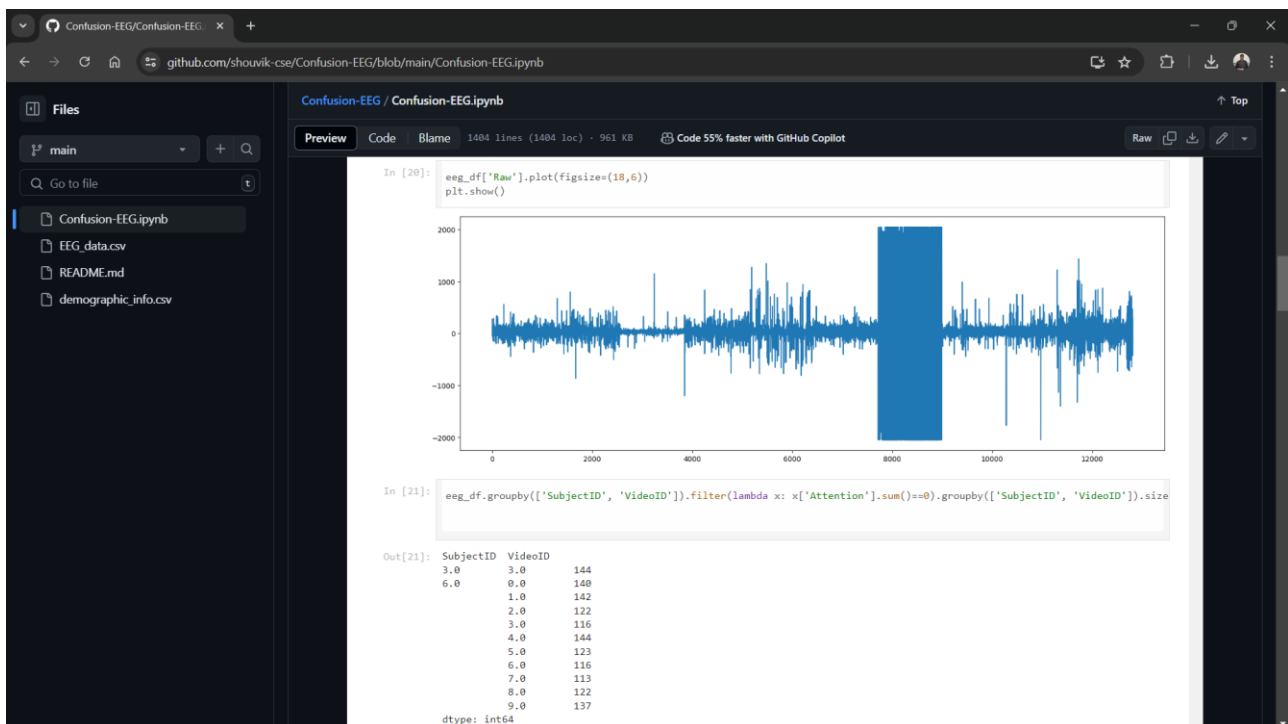 Confusion-EEG/Confusion-EEG.
github.com/shouvik-cse/Confusion-EEG/blob/main/Confusion-EEG.ipynb
Files
main
Go to file
t
Confusion-EEG.ipynb
EEG_data.csv
README.md
demographic_info.csv
Confusion-EEG / Confusion-EEG.ipynb
Top
Preview Code Blame 1404 lines (1404 loc) · 961 KB Code 55% faster with GitHub Copilot Raw
In [20]: eeg_df['Raw'].plot(figsize=(18,6))
plt.show()
2000
1000
0
−1000
−2000
0 2000 4000 6000 8000 10000 12000
In [21]: eeg_df.groupby(['SubjectID', 'VideoID']).filter(lambda x: x['Attention'].sum()==0).groupby(['SubjectID', 'VideoID']).size
Out[21]: SubjectID VideoID
3.0 3.0 144
6.0 0.0 140
1.0 142
2.0 122
3.0 116
4.0 144
5.0 123
6.0 116
7.0 113
8.0 122
9.0 137
dtype: int64